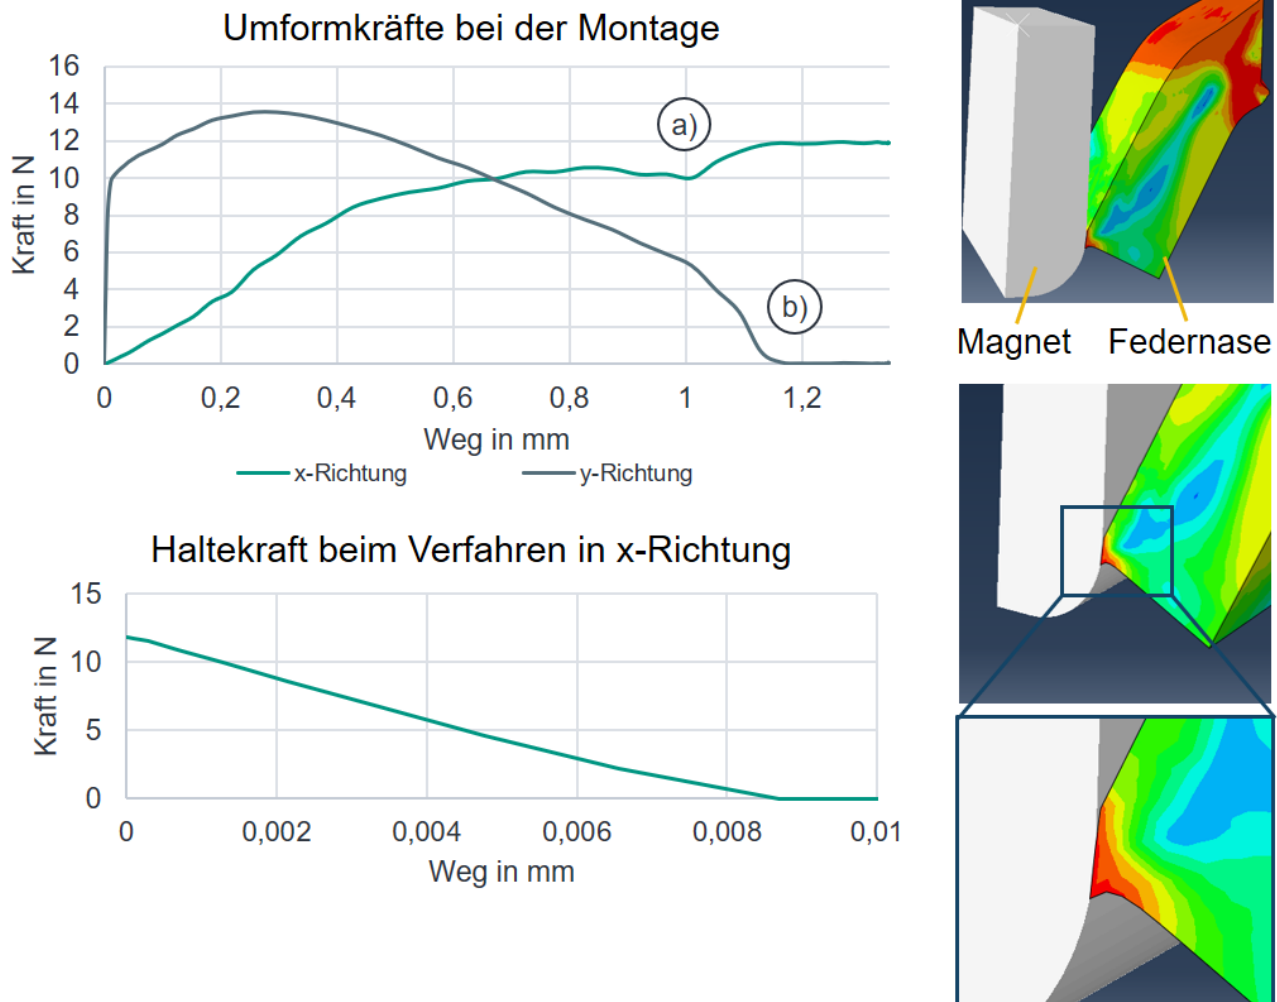 Umformkräfte bei der Montage
Kraft in N
16
14
12
10
8
6
4
2
0
a)
b)
0 0,2 0,4 0,6 0,8 1 1,2
Weg in mm
x-Richtung y-Richtung
Magnet Federnase
Haltekraft beim Verfahren in x-Richtung
Kraft in N
15
10
5
0
0 0,002 0,004 0,006 0,008 0,01
Weg in mm